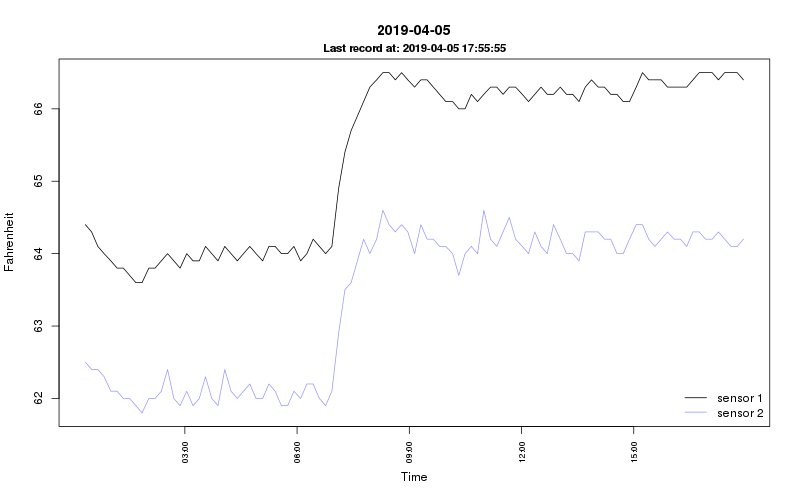 2019-04-05
Last record at: 2019-04-05 17:55:55
Fahrenheit
66
65
64
63
62
03:00
06:00
09:00
12:00
15:00
Time
sensor 1
sensor 2